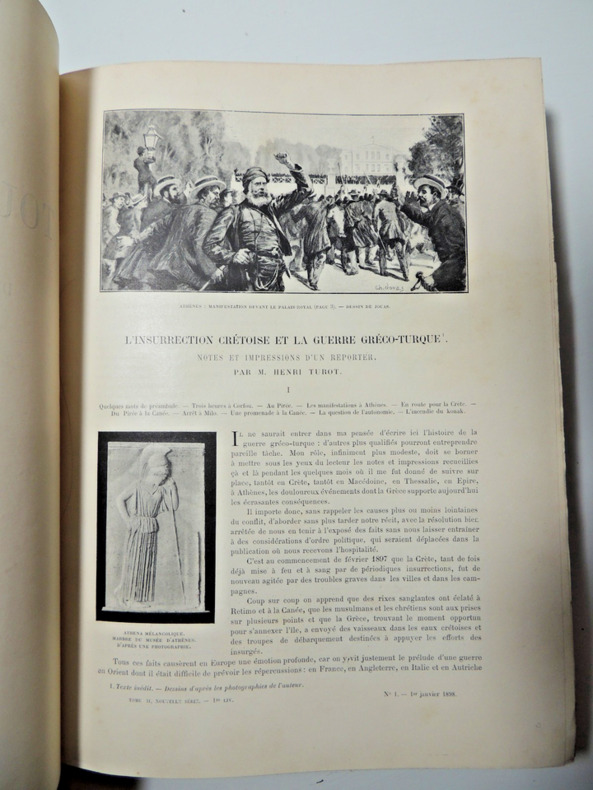 ATHÈNES : MANIFESTATION DEVANT LE PALAIS ROYAL (PAGE 8). — DESSIN DE JOUAS.
L'INSURRECTION CRÉTOISE ET LA GUERRE GRÉCO-TURQUE¹.
NOTES ET IMPRESSIONS D'UN REPORTER,
PAR M. HENRI TUROT.
I
Quelques mots de préambule. — Trois heures à Corfou. — Au Pirée. — Les manifestations à Athènes. — En route pour la Crète. —
Du Pirée à la Canée. — Arrêt à Milo. — Une promenade à la Canée. — La question de l'autonomie. — L'incendie du konak.
IL ne saurait entrer dans ma pensée d'écrire ici l'histoire de la
guerre gréco-turque : d'autres plus qualifiés pourront entreprendre
pareille tâche. Mon rôle, infiniment plus modeste, doit se borner
à mettre sous les yeux du lecteur les notes et impressions recueillies
çà et là pendant les quelques mois où il me fut donné de suivre sur
place, tantôt en Crète, tantôt en Macédoine, en Thessalie, en Epire,
à Athènes, les douloureux événements dont la Grèce supporte aujourd'hui
les écrasantes conséquences.
Il importe donc, sans rappeler les causes plus ou moins lointaines
du conflit, d'aborder sans plus tarder notre récit, avec la résolution bien
arrêtée de nous en tenir à l'exposé des faits sans nous laisser entraîner
à des considérations d'ordre politique, qui seraient déplacées dans la
publication où nous recevons l'hospitalité.
C'est au commencement de février 1897 que la Crète, tant de fois
déjà mise à feu et à sang par de périodiques insurrections, fut de
nouveau agitée par des troubles graves dans les villes et dans les cam-
pagnes.
Coup sur coup on apprend que des rixes sanglantes ont éclaté à
Retimo et à la Canée, que les musulmans et les chrétiens sont aux prises
sur plusieurs points et que la Grèce, trouvant le moment opportun
pour s'annexer l'île, a envoyé des vaisseaux dans les eaux crétoises et
des troupes de débarquement destinées à appuyer les efforts des
insurgés.
ATHÉNA MÉLANCOLIQUE,
MARBRE DU MUSÉE D'ATHÈNES.
D'APRÈS UNE PHOTOGRAPHIE.
Tous ces faits causèrent en Europe une émotion profonde, car on y vit justement le prélude d'une guerre
en Orient dont il était difficile de prévoir les répercussions : en France, en Angleterre, en Italie et en Autriche
1. Texte inédit. — Dessins d'après les photographies de l'auteur.
TOME IV, NOUVELLE SÉRIE. — 1re LIV.
N° 1. — 1er janvier 1898.